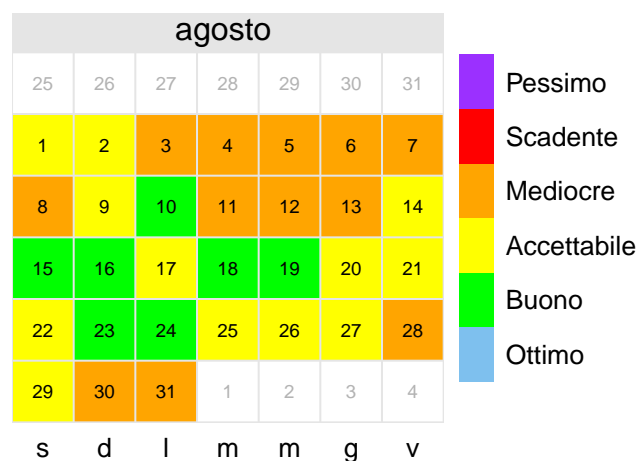 agosto
25 26 27 28 29 30 31
1 2 3 4 5 6 7
8 9 10 11 12 13 14
15 16 17 18 19 20 21
22 23 24 25 26 27 28
29 30 31 1 2 3 4
s d l m m g v
Pessimo
Scadente
Mediocre
Accettabile
Buono
Ottimo